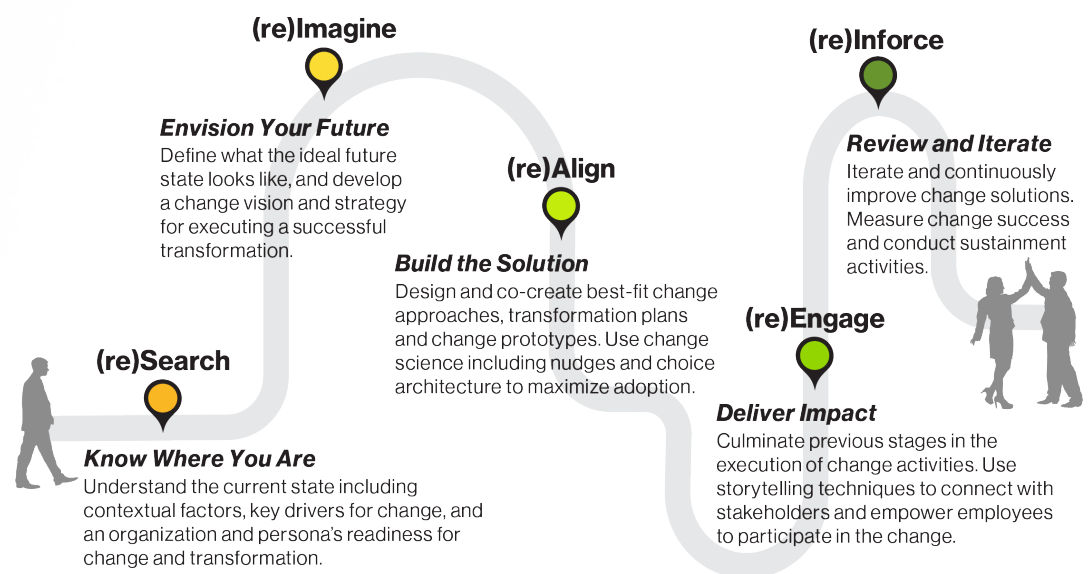 (re)Search
Know Where You Are
Understand the current state including
contextual factors, key drivers for change, and
an organization and persona's readiness for
change and transformation.
(re)Imagine
Envision Your Future
Define what the ideal future
state looks like, and develop
a change vision and strategy
for executing a successful
transformation.
(re)Align
Build the Solution
Design and co-create best-fit change
approaches, transformation plans
and change prototypes. Use change
science including nudges and choice
architecture to maximize adoption.
(re)Engage
Deliver Impact
Culminate previous stages in the
execution of change activities. Use
storytelling techniques to connect with
stakeholders and empower employees
to participate in the change.
(re)Inforce
Review and Iterate
Iterate and continuously
improve change solutions.
Measure change success
and conduct sustainment
activities.